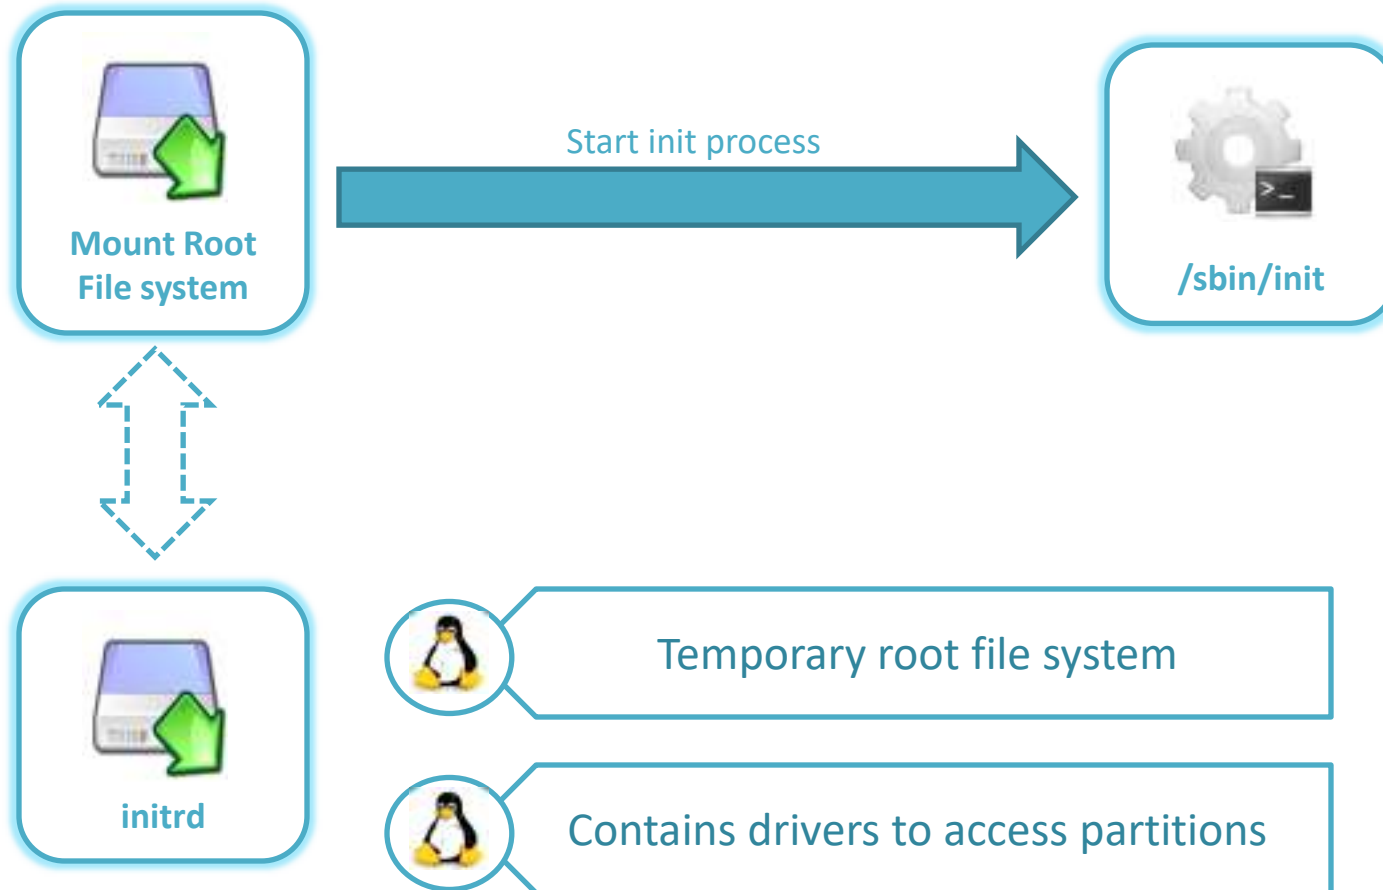 Start init process
Mount Root
File system
/sbin/init
Temporary root file system
initrd
Contains drivers to access partitions
>_